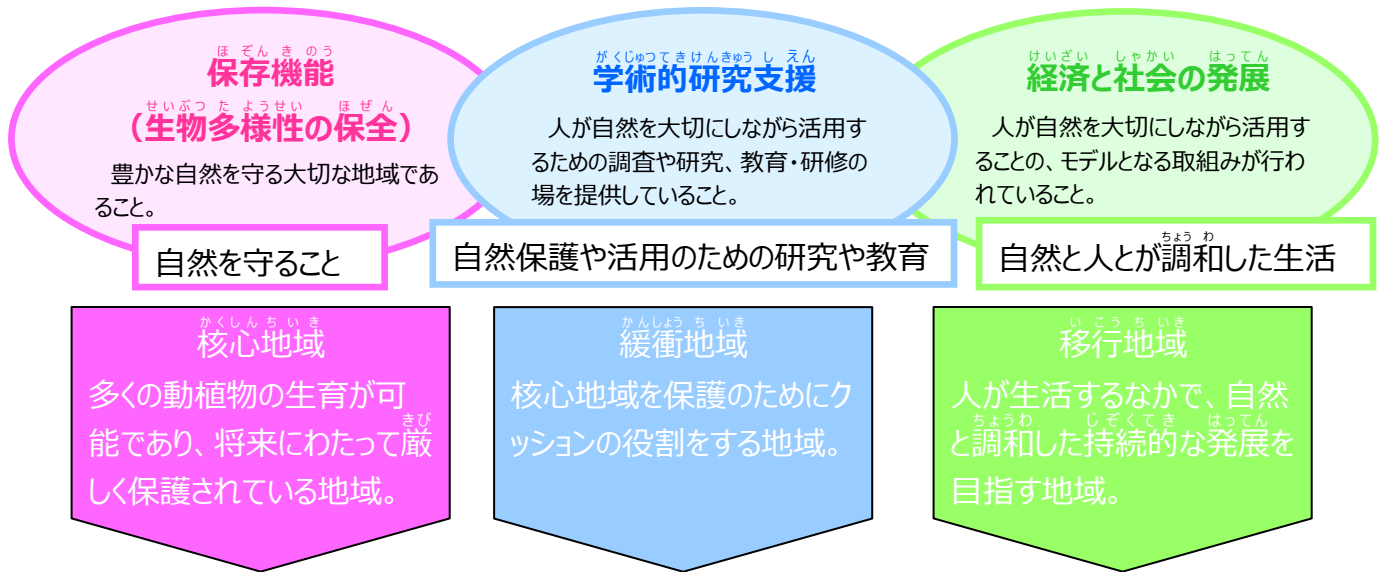 ほぞんきのう
保存機能
せいぶつたようせい ほぜん
（生物多様性の保全）
豊かな自然を守る大切な地域であ
ること。
自然を守ること
がくじゅつてきけんきゅうしえん
学術的研究支援
人が自然を大切にしながら活用す
るための調査や研究、教育・研修の
場を提供していること。
自然保護や活用のための研究や教育
けいざい しゃかい はってん
経済と社会の発展
人が自然を大切にしながら活用す
ることの、モデルとなる取組みが行わ
れていること。
ちょうわ
自然と人とが調和した生活
かくしんちいき
核心地域
多くの動植物の生育が可
きび
能であり、将来にわたって厳
しく保護されている地域。
かんしょうちいき
緩衝地域
核心地域を保護のためにク
ッションの役割をする地域。
いこうちいき
移行地域
人が生活するなかで、自然
ちょうわ じぞくてき はってん
と調和した持続的な発展を
目指す地域。